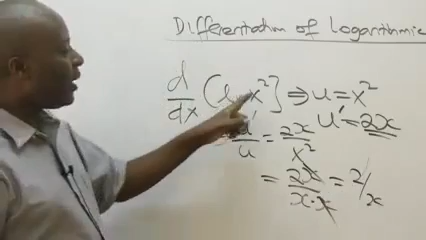 Differentiation of Logarithmic
d/dx (ln x²) ⇒ u = x²
u' = 2x
u'/u = 2x/x²
= 2x/x·x = 2/x